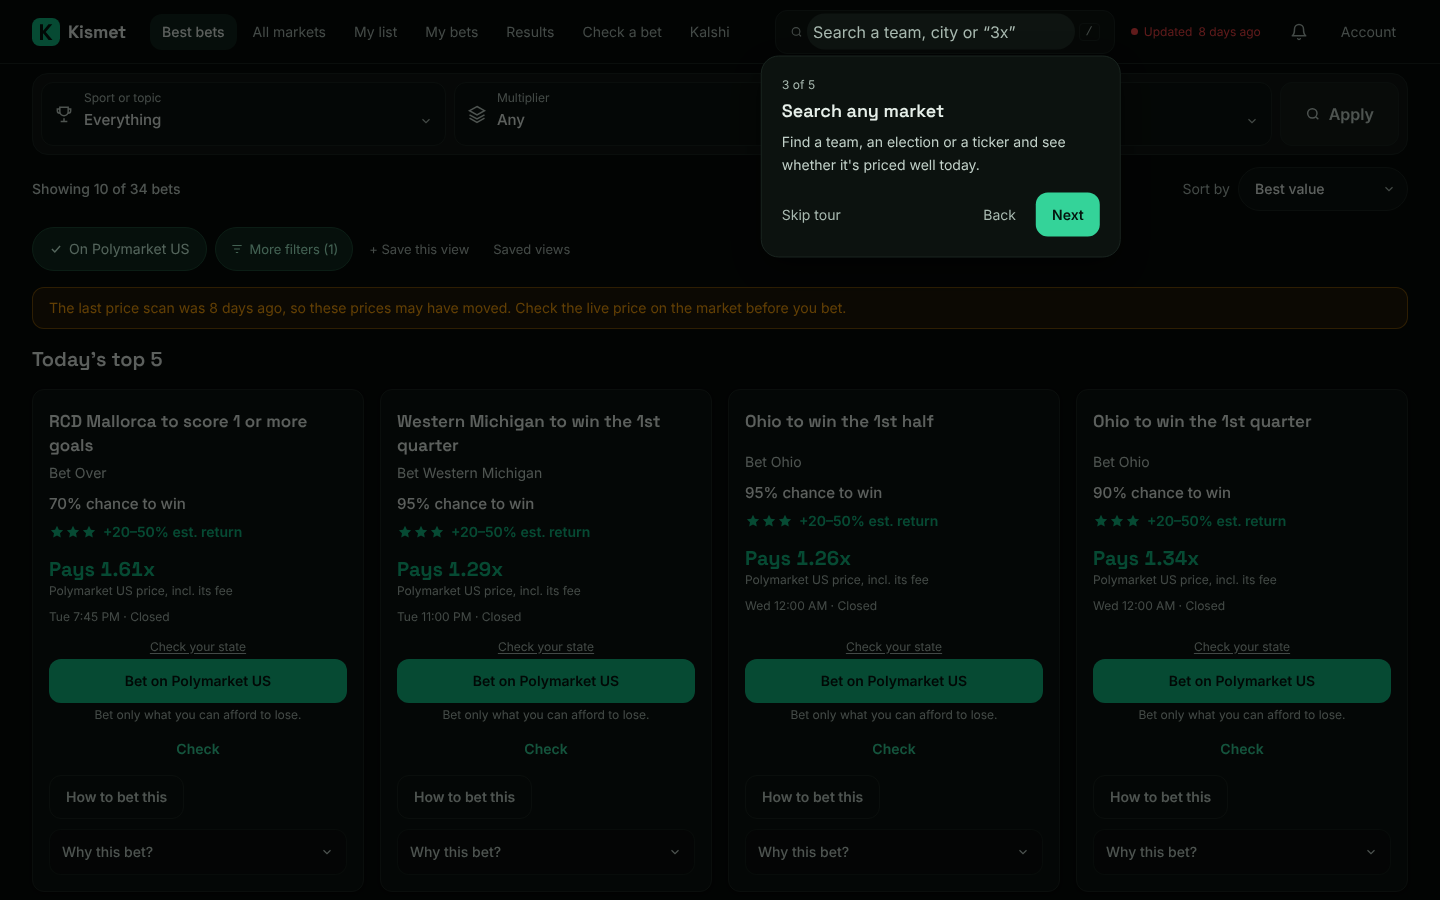 K Kismet
Best bets
All markets
My list
My bets
Results
Check a bet
Kalshi
Search a team, city or “3x”
/
Updated 8 days ago
Account
3 of 5
Search any market
Find a team, an election or a ticker and see
whether it's priced well today.
Skip tour
Back
Next
Sport or topic
Everything
Multiplier
Any
Apply
Showing 10 of 34 bets
Sort by
Best value
On Polymarket US
More filters (1)
+ Save this view
Saved views
The last price scan was 8 days ago, so these prices may have moved. Check the live price on the market before you bet.
Today's top 5
RCD Mallorca to score 1 or more
goals
Bet Over
70% chance to win
★★★ +20–50% est. return
Pays 1.61x
Polymarket US price, incl. its fee
Tue 7:45 PM · Closed
Check your state
Bet on Polymarket US
Bet only what you can afford to lose.
Check
How to bet this
Why this bet?
Western Michigan to win the 1st
quarter
Bet Western Michigan
95% chance to win
★★★ +20–50% est. return
Pays 1.29x
Polymarket US price, incl. its fee
Tue 11:00 PM · Closed
Check your state
Bet on Polymarket US
Bet only what you can afford to lose.
Check
How to bet this
Why this bet?
Ohio to win the 1st half
Bet Ohio
95% chance to win
★★★ +20–50% est. return
Pays 1.26x
Polymarket US price, incl. its fee
Wed 12:00 AM · Closed
Check your state
Bet on Polymarket US
Bet only what you can afford to lose.
Check
How to bet this
Why this bet?
Ohio to win the 1st quarter
Bet Ohio
90% chance to win
★★★ +20–50% est. return
Pays 1.34x
Polymarket US price, incl. its fee
Wed 12:00 AM · Closed
Check your state
Bet on Polymarket US
Bet only what you can afford to lose.
Check
How to bet this
Why this bet?